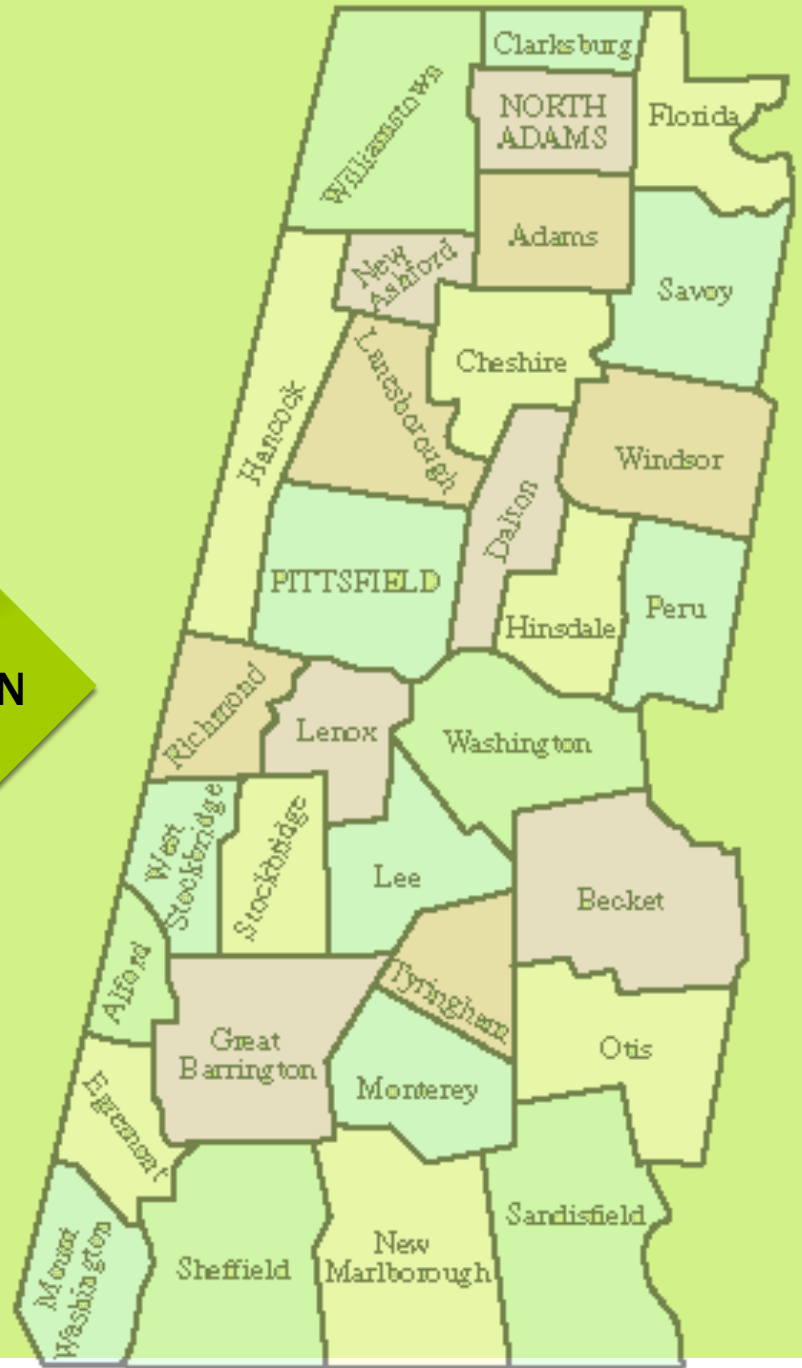 Clarksburg
Williamstown
NORTH
ADAMS
Florida
Adams
New
Ashford
Savoy
Cheshire
Lanesborough
Hancock
Windsor
Dalton
PITTSFIELD
Hinsdale
Peru
N
Richmond
Lenox
Washington
West
Stockbridge
Stockbridge
Lee
Becket
Alford
Tyringham
Great
Barrington
Otis
Monterey
Egremont
Sandisfield
New
Marlborough
Sheffield
Mount
Washington